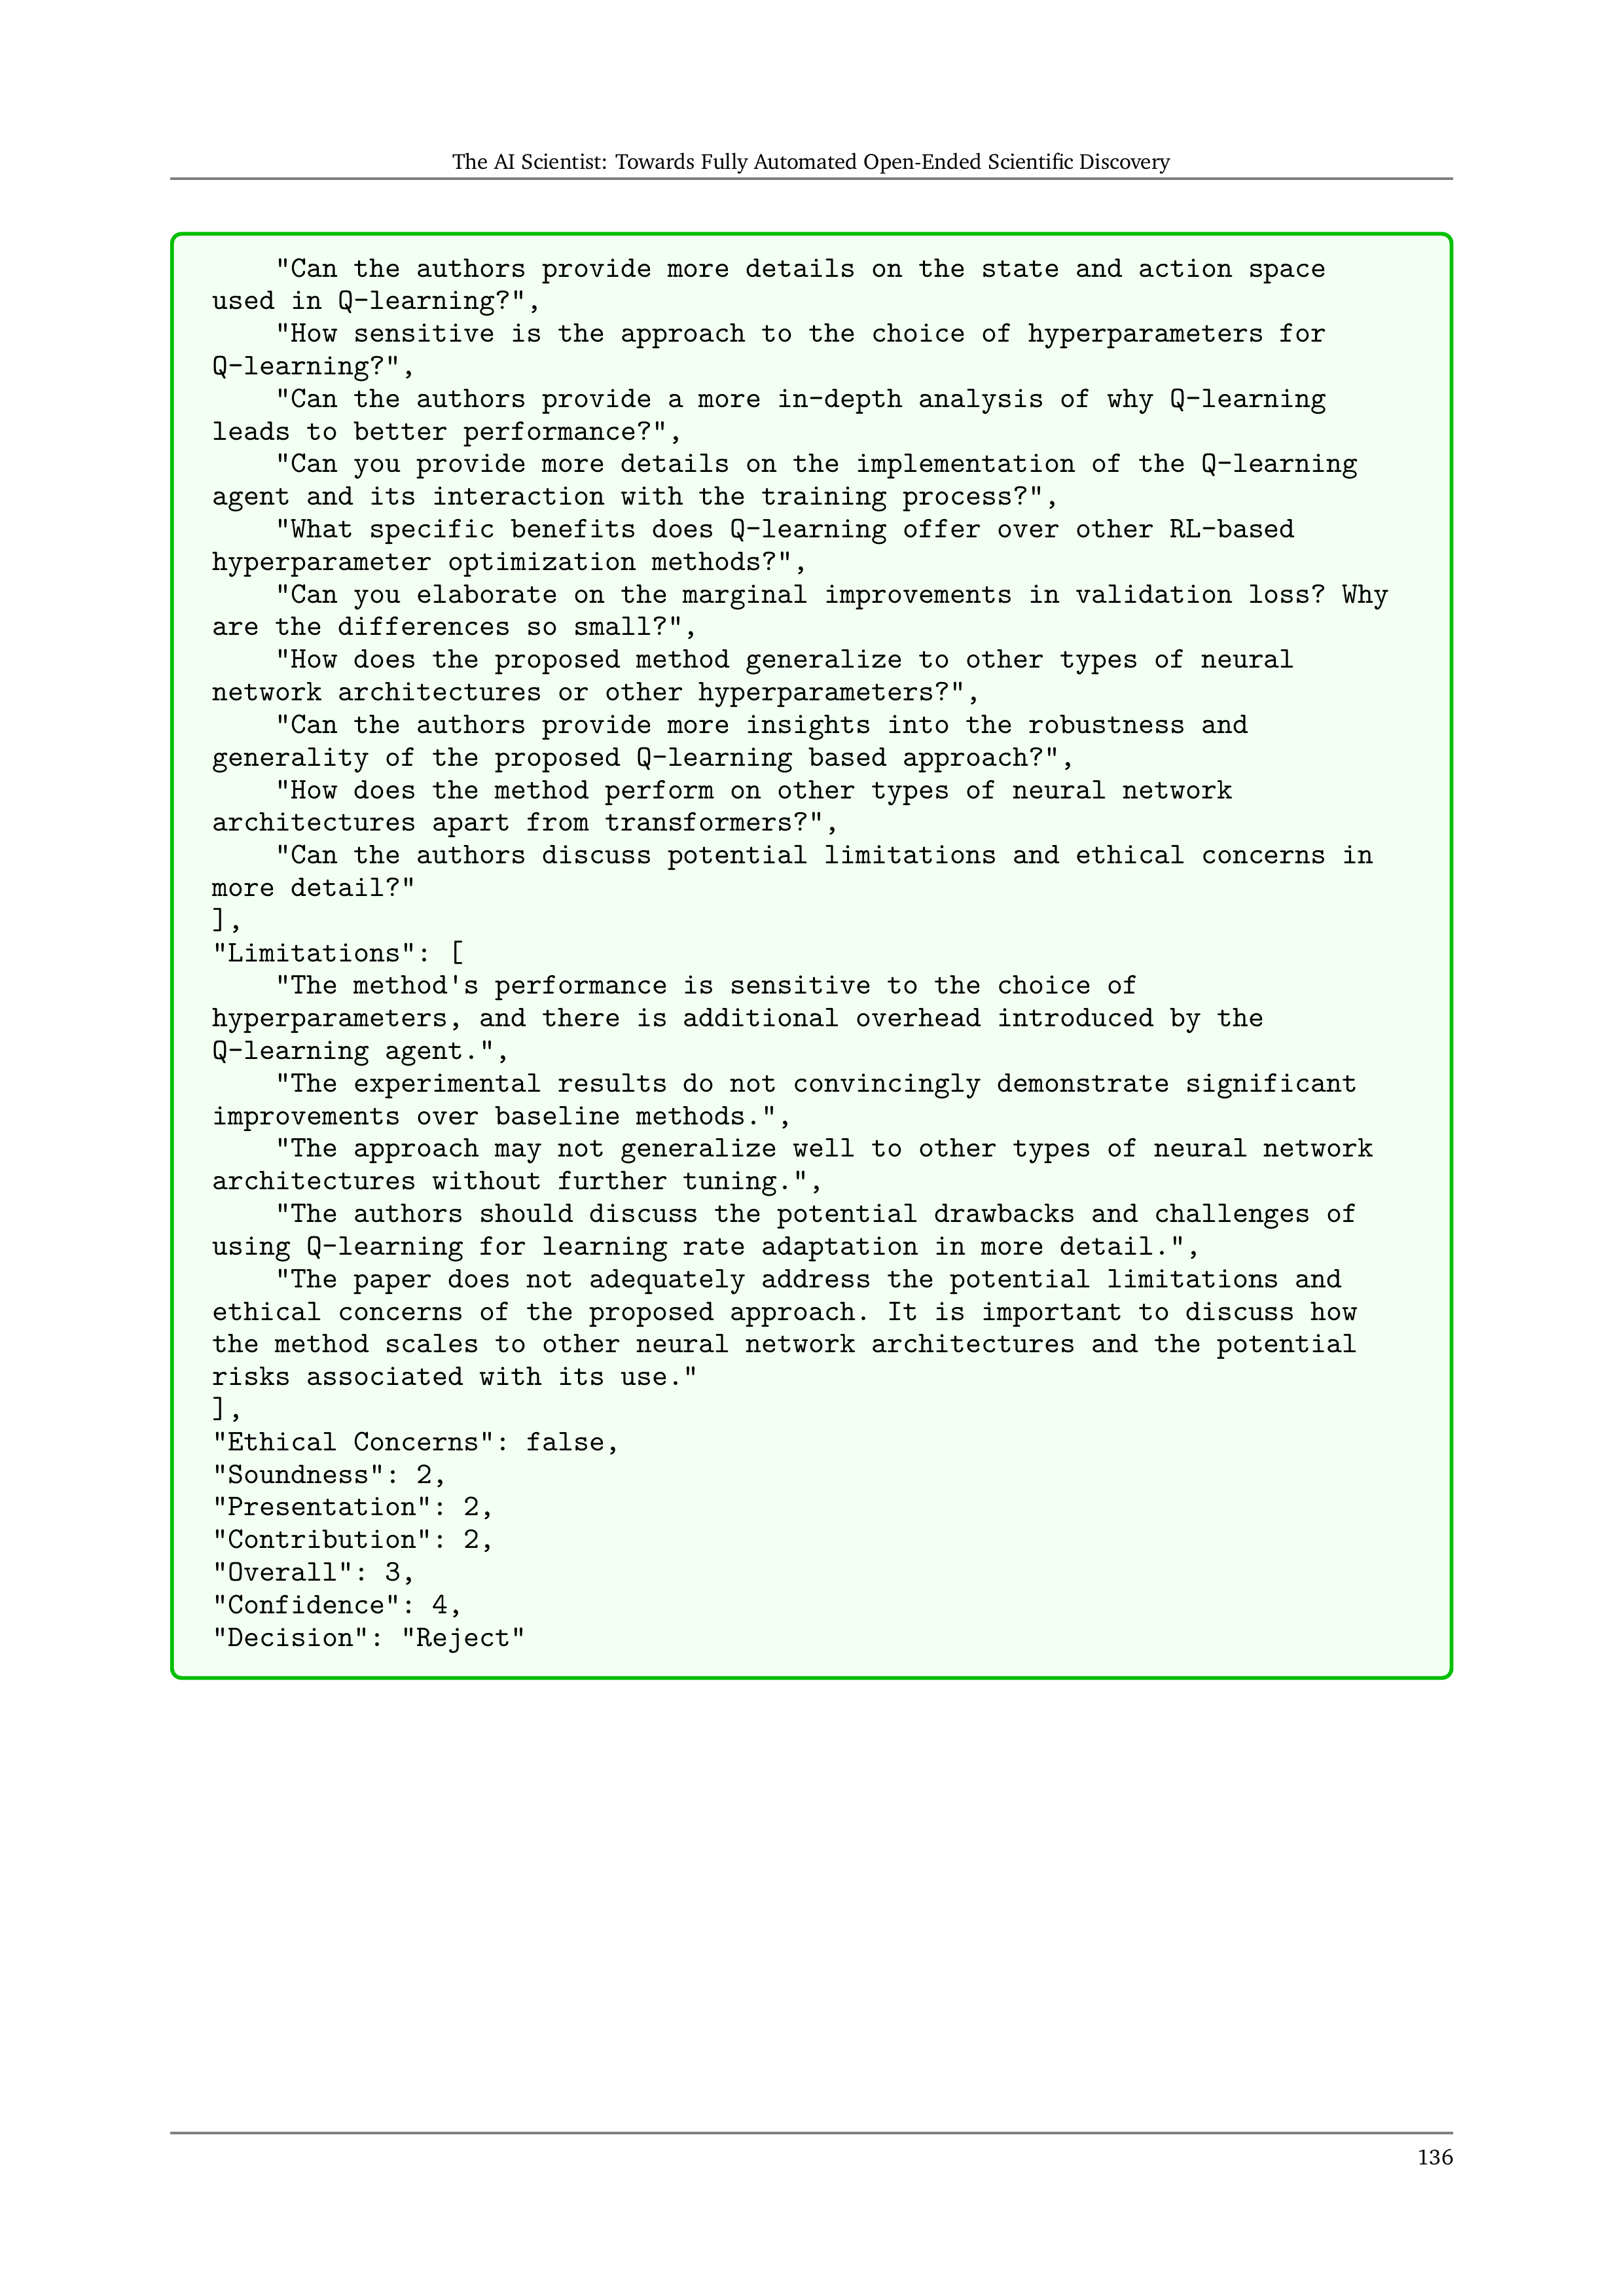 The AI Scientist: Towards Fully Automated Open-Ended Scientific Discovery
"Can the authors provide more details on the state and action space
used in Q-learning?",
"How sensitive is the approach to the choice of hyperparameters for
Q-learning?",
"Can the authors provide a more in-depth analysis of why Q-learning
leads to better performance?",
"Can you provide more details on the implementation of the Q-learning
agent and its interaction with the training process?",
"What specific benefits does Q-learning offer over other RL-based
hyperparameter optimization methods?",
"Can you elaborate on the marginal improvements in validation loss? Why
are the differences so small?",
"How does the proposed method generalize to other types of neural
network architectures or other hyperparameters?",
"Can the authors provide more insights into the robustness and
generality of the proposed Q-learning based approach?",
"How does the method perform on other types of neural network
architectures apart from transformers?",
"Can the authors discuss potential limitations and ethical concerns in
more detail?"
],
"Limitations": [
"The method's performance is sensitive to the choice of
hyperparameters, and there is additional overhead introduced by the
Q-learning agent.",
"The experimental results do not convincingly demonstrate significant
improvements over baseline methods.",
"The approach may not generalize well to other types of neural network
architectures without further tuning.",
"The authors should discuss the potential drawbacks and challenges of
using Q-learning for learning rate adaptation in more detail.",
"The paper does not adequately address the potential limitations and
ethical concerns of the proposed approach. It is important to discuss how
the method scales to other neural network architectures and the potential
risks associated with its use."
],
"Ethical Concerns": false,
"Soundness": 2,
"Presentation": 2,
"Contribution": 2,
"Overall": 3,
"Confidence": 4,
"Decision": "Reject"
136